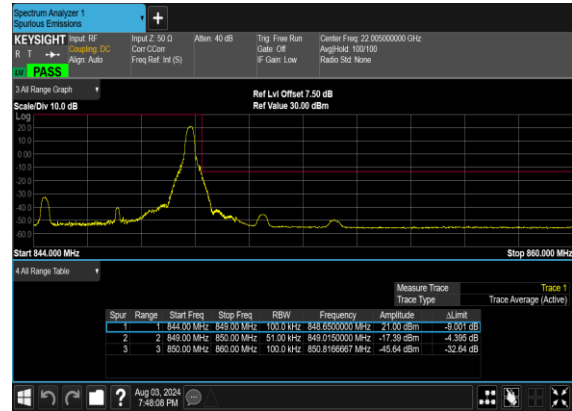 Spectrum Analyzer 1
Spurious Emissions
KEYSIGHT Input: RF Input Z: 50 Ω Atten: 40 dB Trig: Free Run Center Freq: 22.005000000 GHz
R T Coupling: DC Corr CCorr Gate: Off Avg|Hold: 100/100
Align: Auto Freq Ref: Int (S) IF Gain: Low Radio Std: None
PASS
3 All Range Graph
Ref Lvl Offset 7.50 dB
Scale/Div 10.0 dB Ref Value 30.00 dBm
Log
20.0
10.0
0.00
-10.0
-20.0
-30.0
-40.0
-50.0
-60.0
Start 844.000 MHz Stop 860.000 MHz
4 All Range Table
Measure Trace Trace 1
Trace Type Trace Average (Active)
Spur Range Start Freq Stop Freq RBW Frequency Amplitude ΔLimit
1 1 844.00 MHz 849.00 MHz 100.0 kHz 848.6500000 MHz 21.00 dBm -9.001 dB
2 2 849.00 MHz 850.00 MHz 51.00 kHz 849.0150000 MHz -17.39 dBm -4.395 dB
3 3 850.00 MHz 860.00 MHz 100.0 kHz 850.8166667 MHz -45.64 dBm -32.64 dB
? Aug 03, 2024
7:48:08 PM